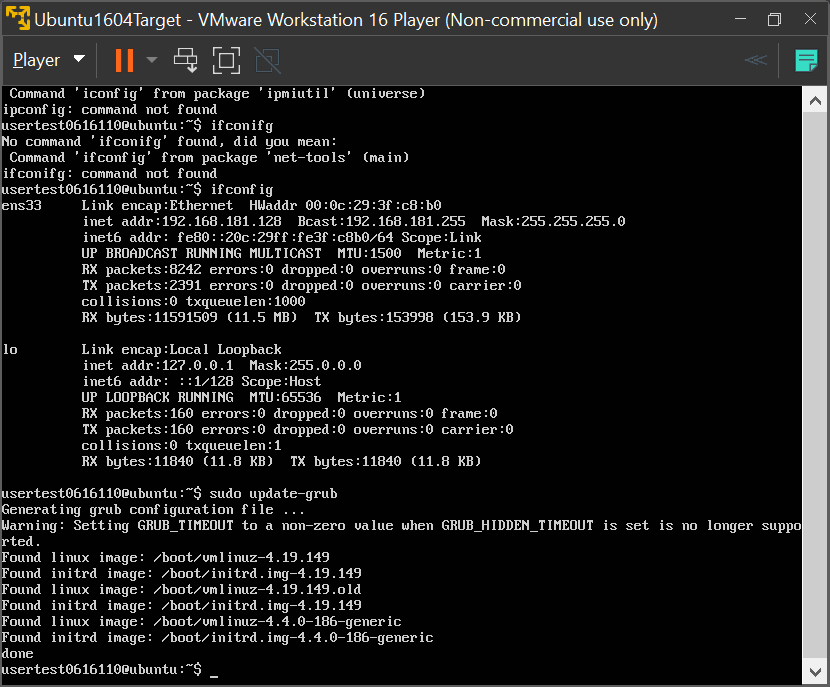 Ubuntu1604Target - VMware Workstation 16 Player (Non-commercial use only)
Player
Command 'iconfig' from package 'ipmiutil' (universe)
ipconfig: command not found
usertest0616110@ubuntu:~$ ifconifg
No command 'ifconifg' found, did you mean:
 Command 'ifconfig' from package 'net-tools' (main)
ifconifg: command not found
usertest0616110@ubuntu:~$ ifconfig
ens33     Link encap:Ethernet  HWaddr 00:0c:29:3f:c8:b0
          inet addr:192.168.181.128  Bcast:192.168.181.255  Mask:255.255.255.0
          inet6 addr: fe80::20c:29ff:fe3f:c8b0/64 Scope:Link
          UP BROADCAST RUNNING MULTICAST  MTU:1500  Metric:1
          RX packets:8242 errors:0 dropped:0 overruns:0 frame:0
          TX packets:2391 errors:0 dropped:0 overruns:0 carrier:0
          collisions:0 txqueuelen:1000
          RX bytes:11591509 (11.5 MB)  TX bytes:153998 (153.9 KB)
lo        Link encap:Local Loopback
          inet addr:127.0.0.1  Mask:255.0.0.0
          inet6 addr: ::1/128 Scope:Host
          UP LOOPBACK RUNNING  MTU:65536  Metric:1
          RX packets:160 errors:0 dropped:0 overruns:0 frame:0
          TX packets:160 errors:0 dropped:0 overruns:0 carrier:0
          collisions:0 txqueuelen:1
          RX bytes:11840 (11.8 KB)  TX bytes:11840 (11.8 KB)
usertest0616110@ubuntu:~$ sudo update-grub
Generating grub configuration file ...
Warning: Setting GRUB_TIMEOUT to a non-zero value when GRUB_HIDDEN_TIMEOUT is set is no longer suppo
rted.
Found linux image: /boot/vmlinuz-4.19.149
Found initrd image: /boot/initrd.img-4.19.149
Found linux image: /boot/vmlinuz-4.19.149.old
Found initrd image: /boot/initrd.img-4.19.149
Found linux image: /boot/vmlinuz-4.4.0-186-generic
Found initrd image: /boot/initrd.img-4.4.0-186-generic
done
usertest0616110@ubuntu:~$ _